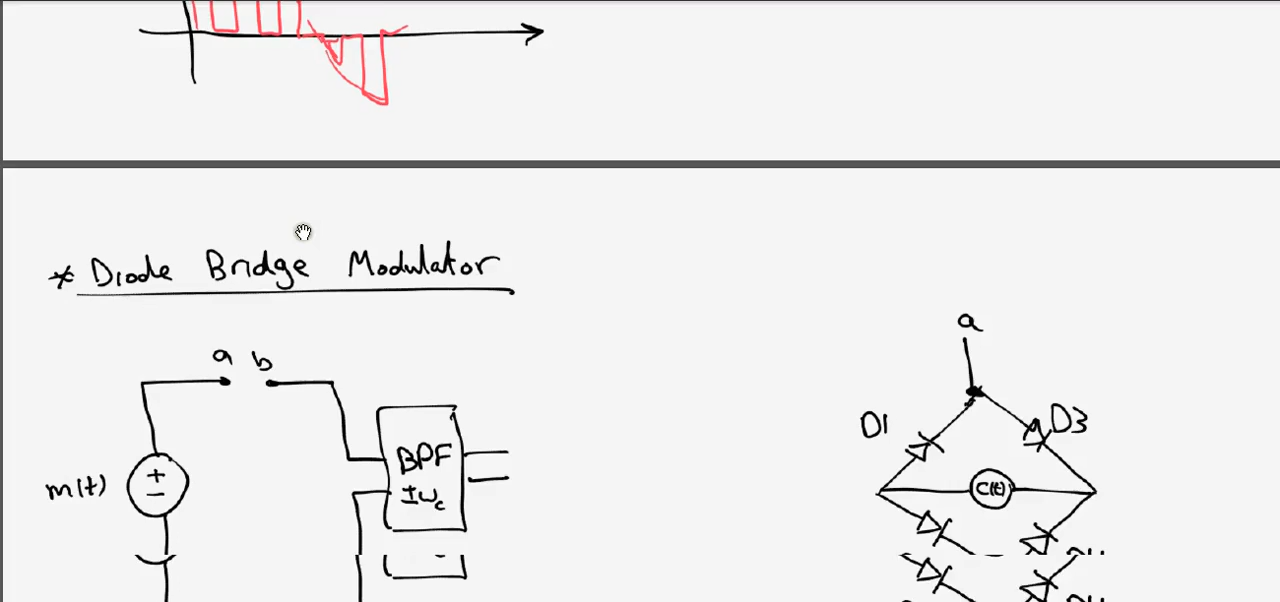 * Diode Bridge Modulator
a b
a
D1
D3
BPF
±ωc
m(t)
+
−
C(t)